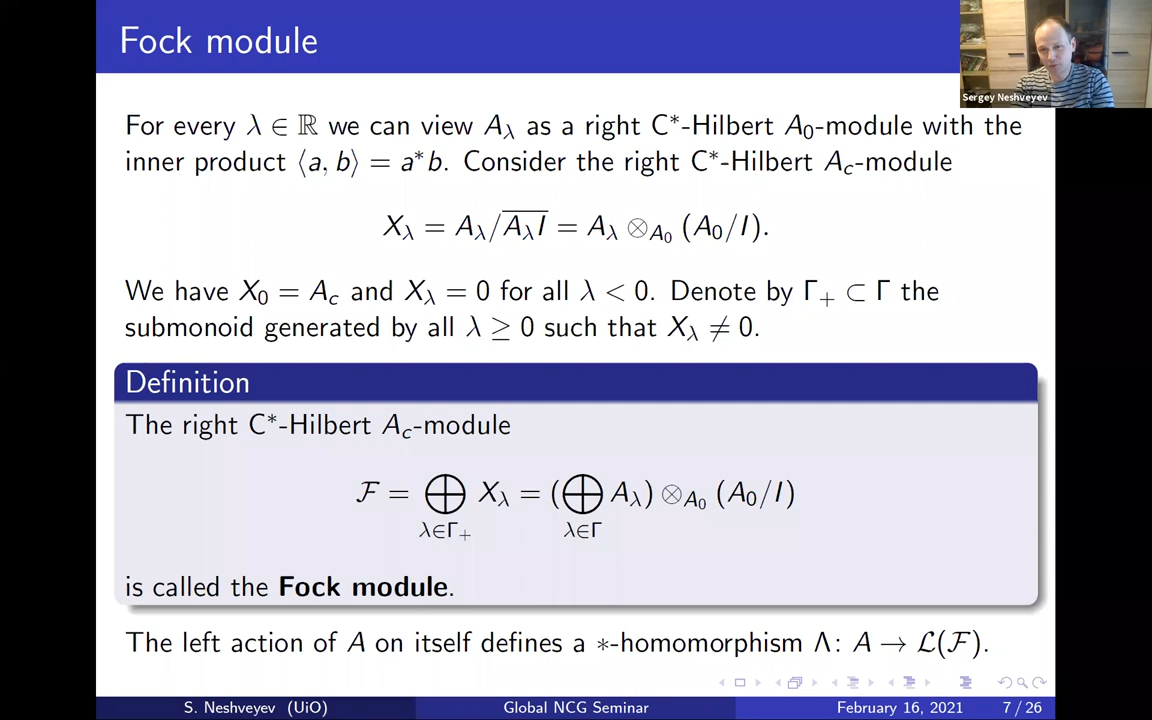 Fock module
Sergey Neshveyev
For every λ ∈ ℝ we can view A_λ as a right C*-Hilbert A_0-module with the
inner product ⟨a, b⟩ = a*b. Consider the right C*-Hilbert A_c-module
X_λ = A_λ/\overline{A_λ I} = A_λ ⊗_{A_0} (A_0/I).
We have X_0 = A_c and X_λ = 0 for all λ < 0. Denote by Γ_+ ⊂ Γ the
submonoid generated by all λ ≥ 0 such that X_λ ≠ 0.
Definition
The right C*-Hilbert A_c-module
ℱ = ⊕_{λ∈Γ_+} X_λ = (⊕_{λ∈Γ} A_λ) ⊗_{A_0} (A_0/I)
is called the Fock module.
The left action of A on itself defines a ∗-homomorphism Λ: A → ℒ(ℱ).
S. Neshveyev (UiO) Global NCG Seminar February 16, 2021 7 / 26